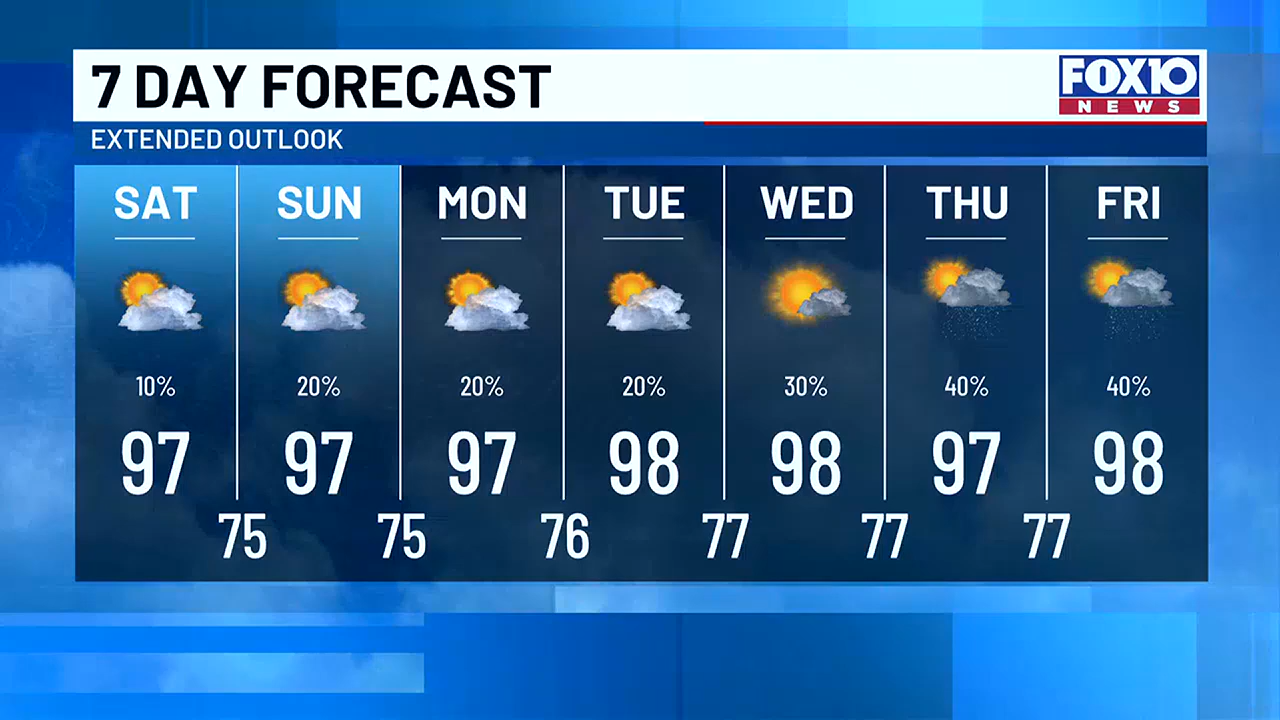 7 DAY FORECAST
FOX10
NEWS
EXTENDED OUTLOOK
SAT SUN MON TUE WED THU FRI
10% 20% 20% 20% 30% 40% 40%
97 97 97 98 98 97 98
75 75 76 77 77 77